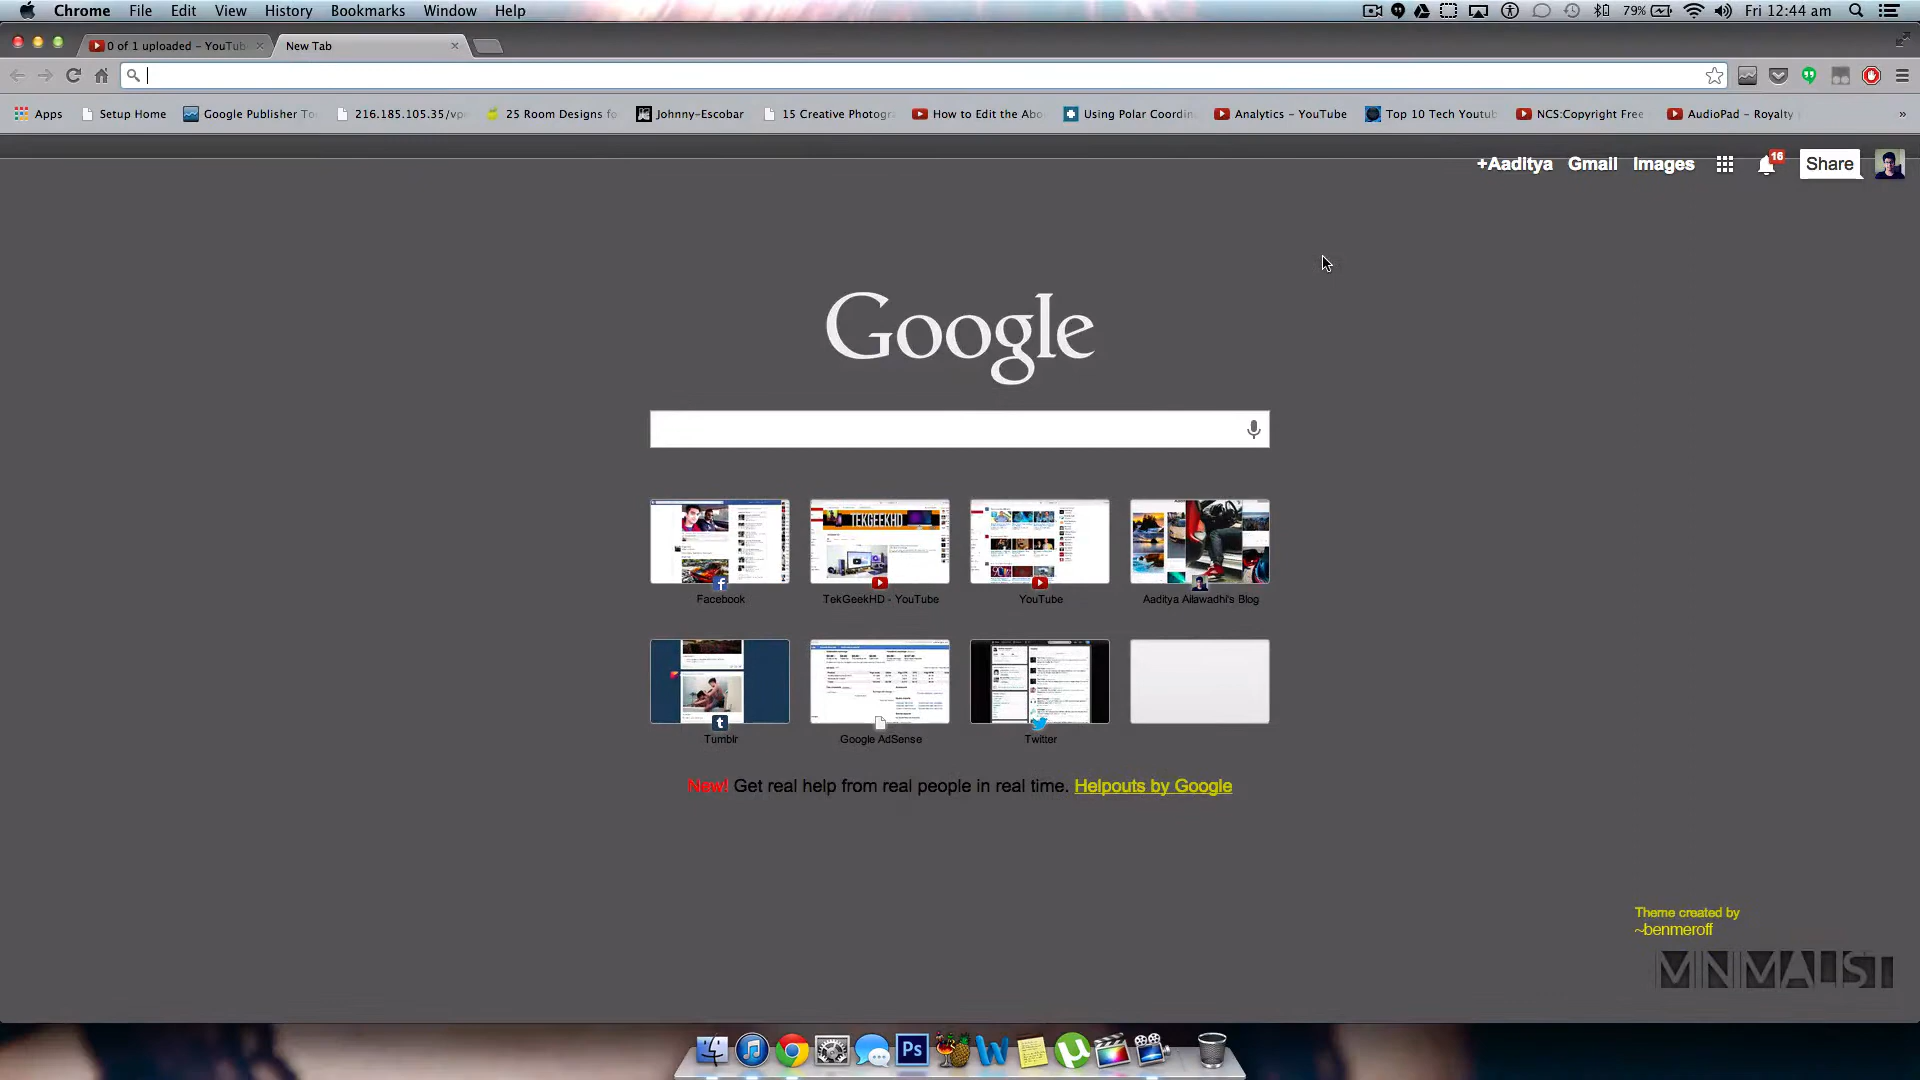 Chrome File Edit View History Bookmarks Window Help 79% Fri 12:44 am
0 of 1 uploaded – YouTub New Tab
Apps Setup Home Google Publisher To 216.185.105.35/vp 25 Room Designs fo Johnny-Escobar 15 Creative Photogra How to Edit the Abo Using Polar Coordin Analytics – YouTube Top 10 Tech Youtub NCS:Copyright Free AudioPad – Royalty »
+Aaditya Gmail Images 16 Share
Google
TEKGEEKHD
Facebook TekGeekHD - YouTube YouTube Aaditya Ailawadhi's Blog
Tumblr Google AdSense Twitter
New! Get real help from real people in real time. Helpouts by Google
Theme created by
~benmeroff
MINIMALIST
Ps